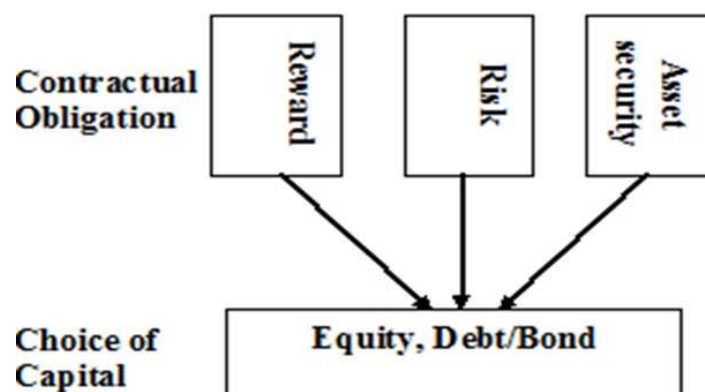 Contractual
Obligation
Reward
Risk
Asset
security
Choice of
Capital
Equity, Debt/Bond